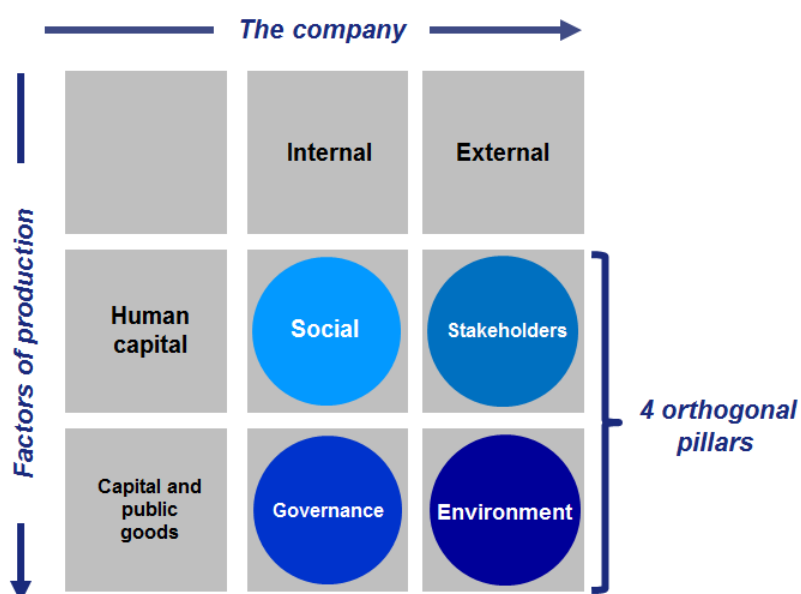 The company
Internal
External
Factors of production
Human
capital
Social
Stakeholders
4 orthogonal
pillars
Capital and
public
goods
Governance
Environment